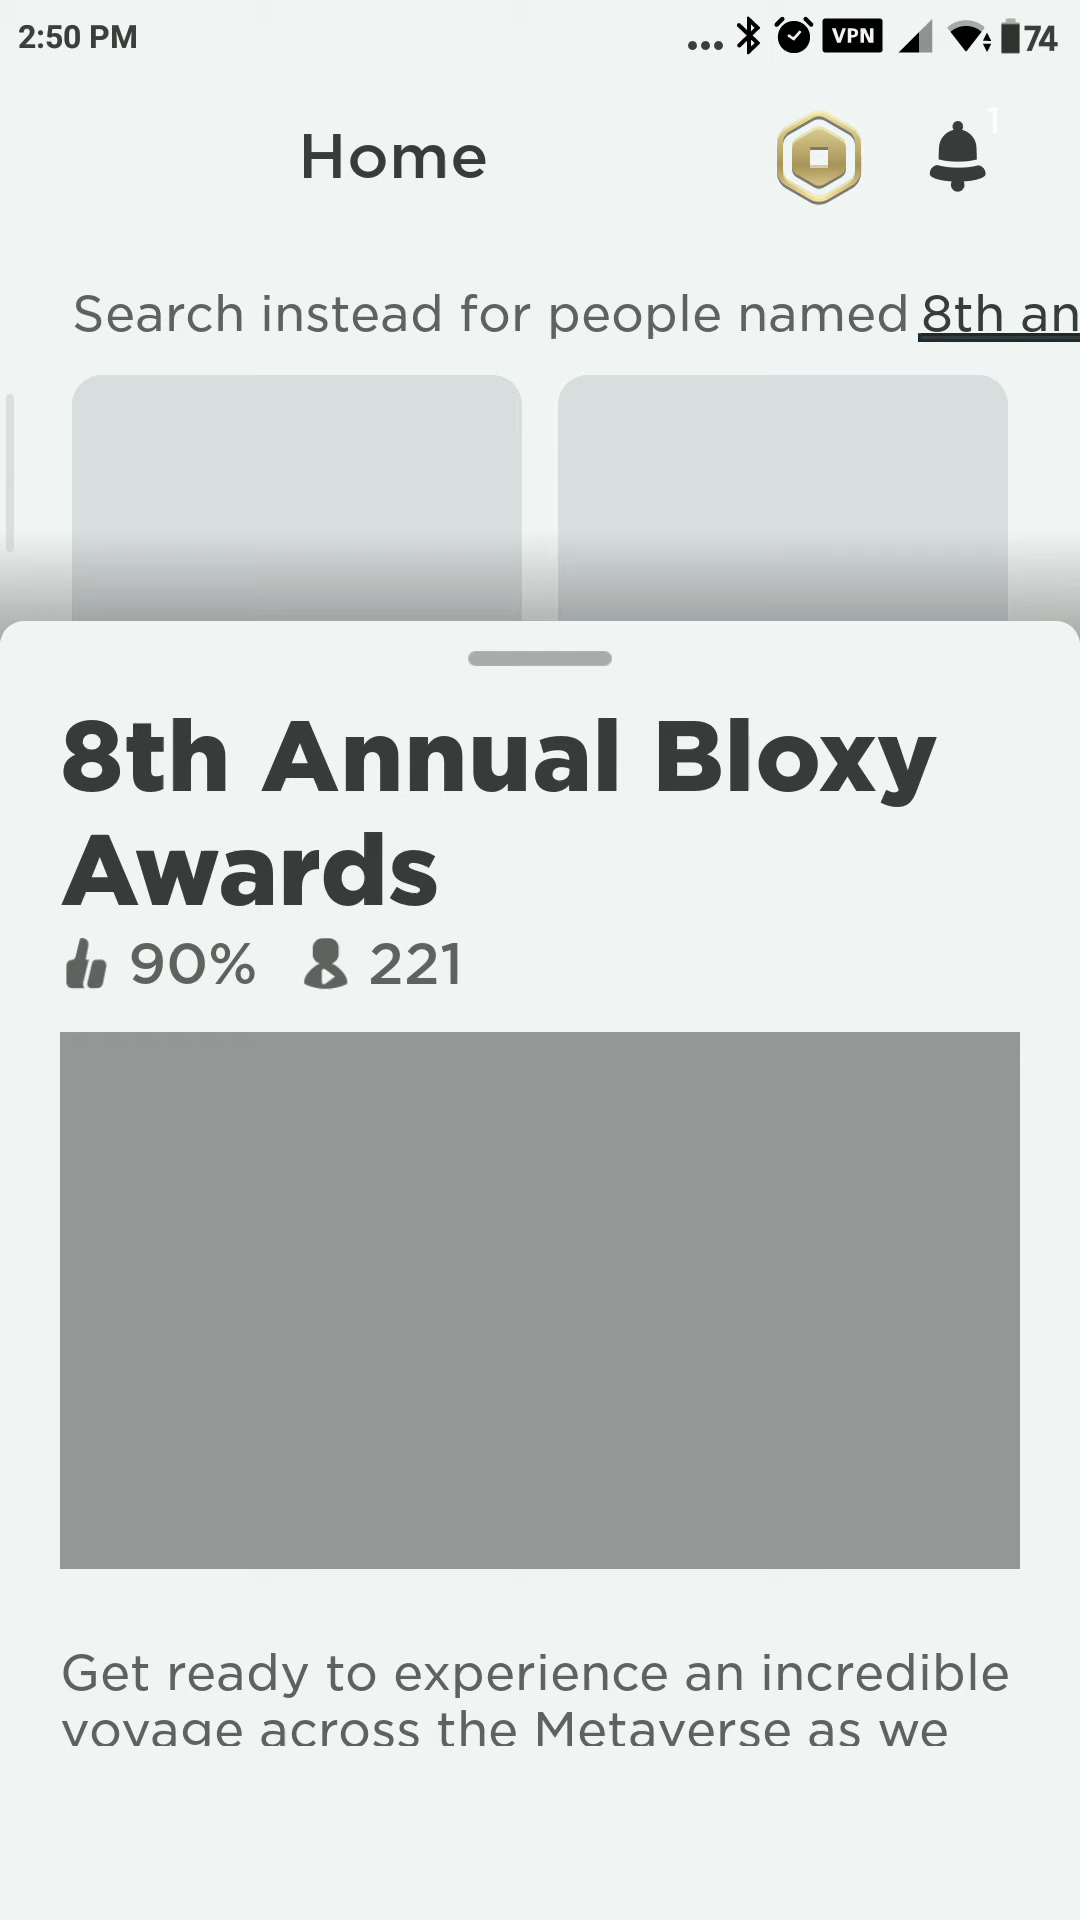 2:50 PM
VPN
74
Home
1
Search instead for people named 8th an
8th Annual Bloxy
Awards
90%
221
Get ready to experience an incredible
voyage across the Metaverse as we